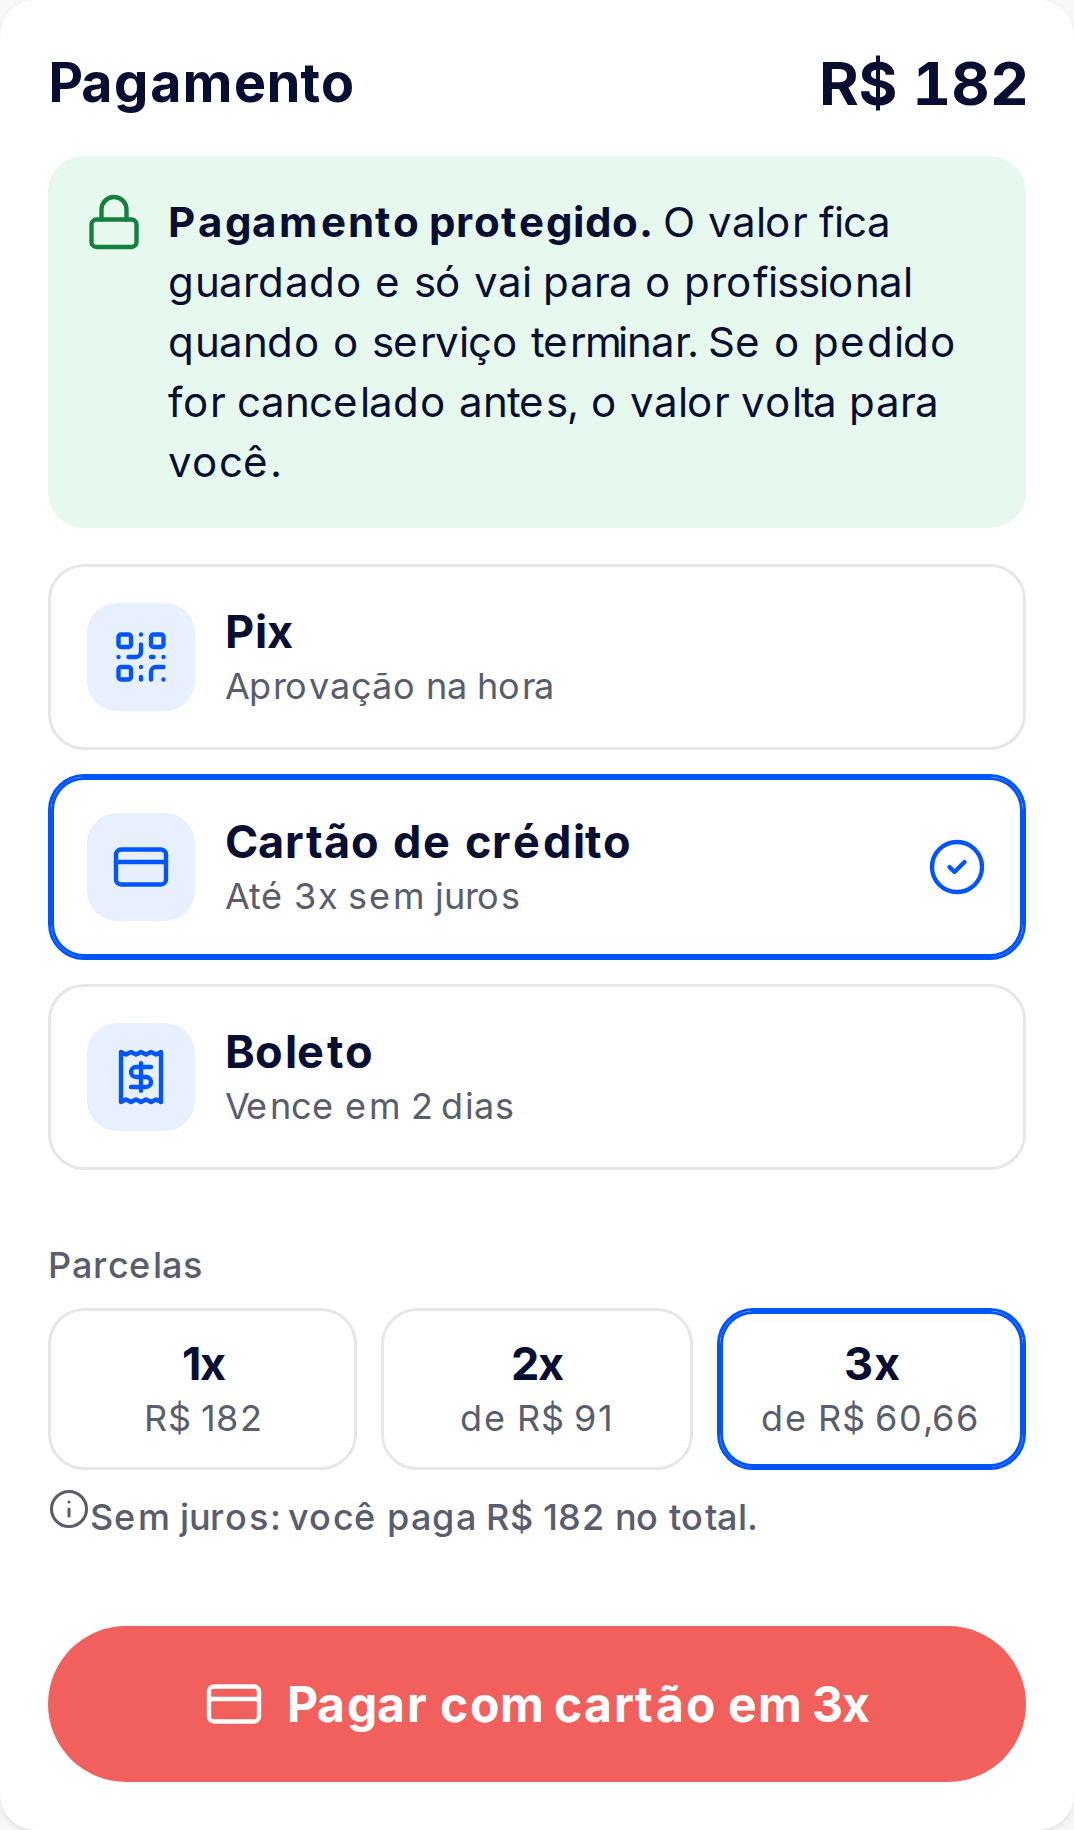 Pagamento
R$ 182
Pagamento protegido. O valor fica
guardado e só vai para o profissional
quando o serviço terminar. Se o pedido
for cancelado antes, o valor volta para
você.
Pix
Aprovação na hora
Cartão de crédito
Até 3x sem juros
Boleto
Vence em 2 dias
Parcelas
1x
R$ 182
2x
de R$ 91
3x
de R$ 60,66
Sem juros: você paga R$ 182 no total.
Pagar com cartão em 3x